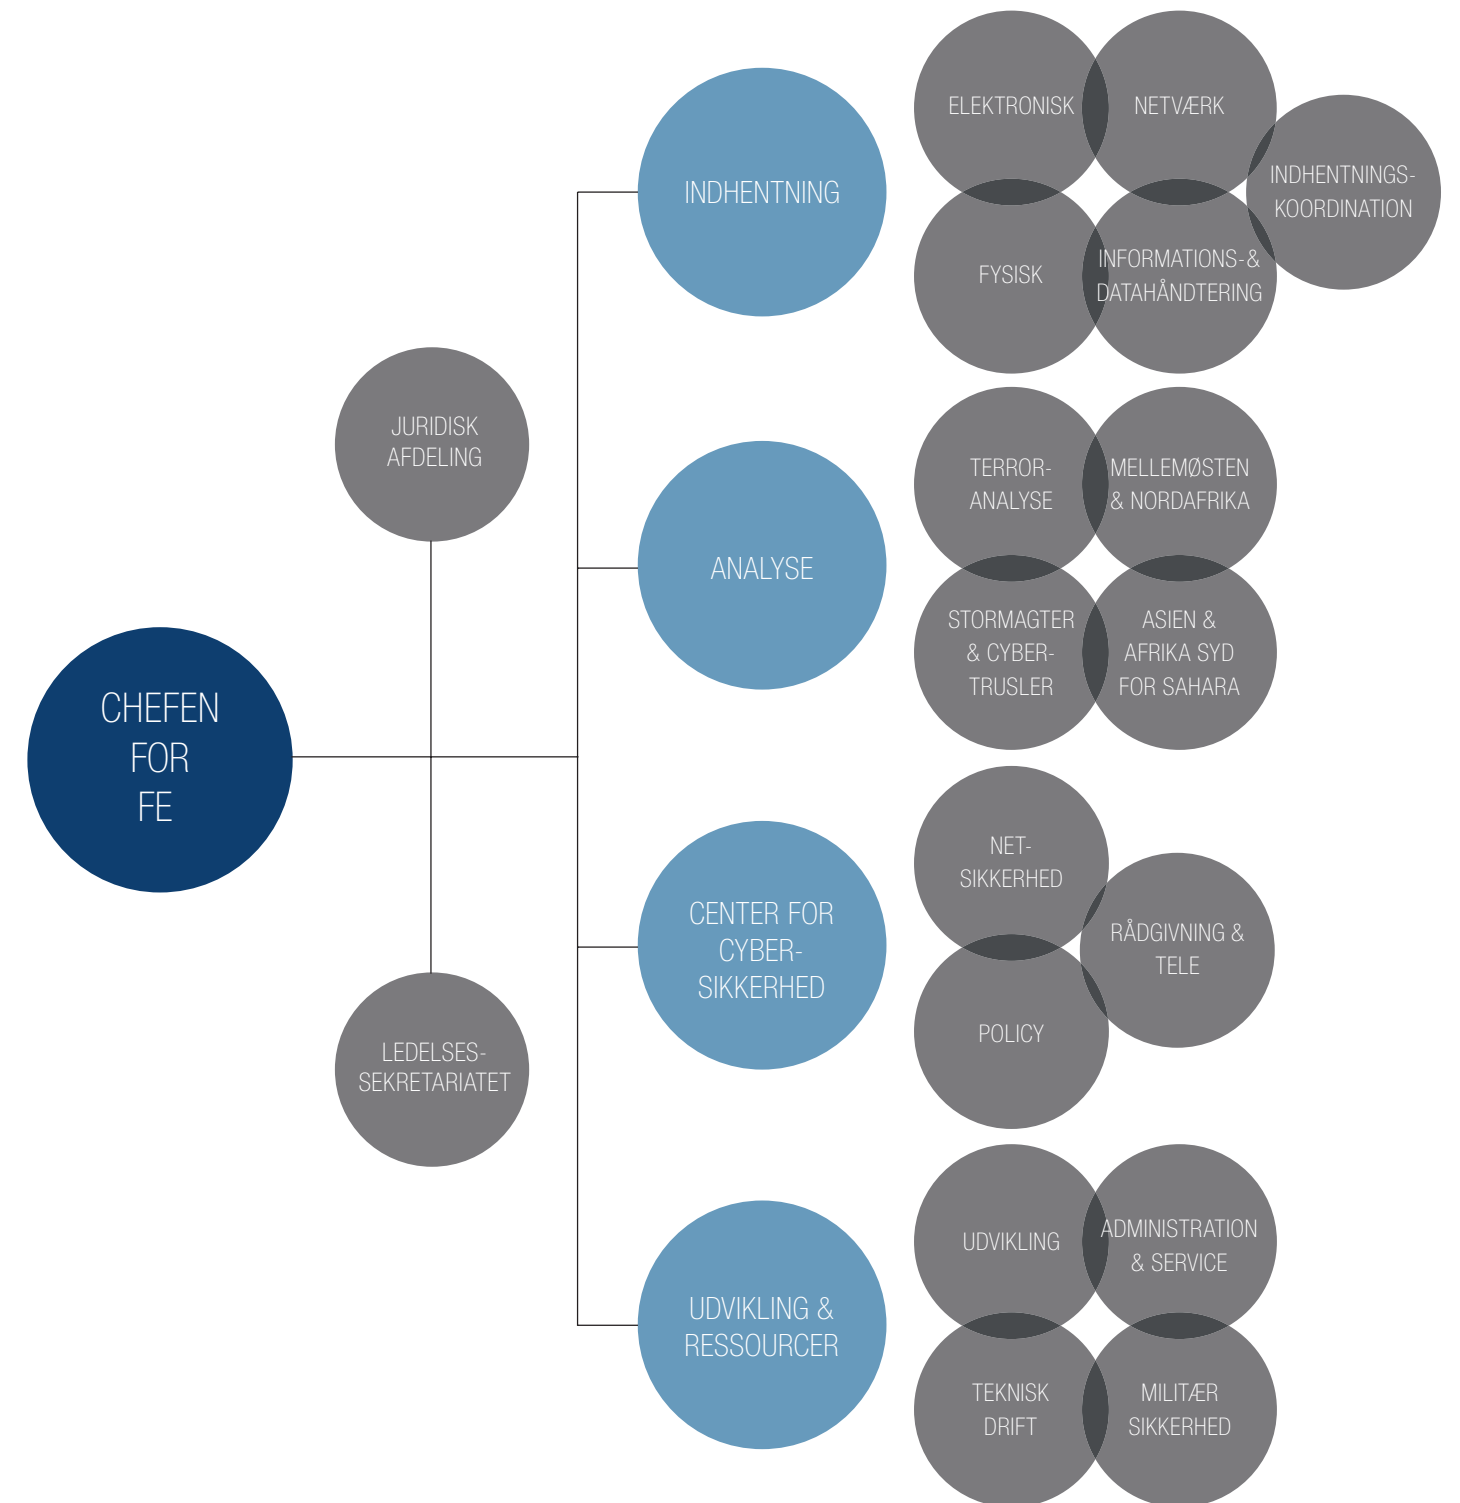 CHEFEN
FOR
FE
JURIDISK
AFDELING
LEDELSES-
SEKRETARIATET
INDHENTNING
ELEKTRONISK
NETVÆRK
INDHENTNINGS-
KOORDINATION
FYSISK
INFORMATIONS-&
DATAHÅNDTERING
ANALYSE
TERROR-
ANALYSE
MELLEMØSTEN
& NORDAFRIKA
STORMAGTER
& CYBER-
TRUSLER
ASIEN &
AFRIKA SYD
FOR SAHARA
CENTER FOR
CYBER-
SIKKERHED
NET-
SIKKERHED
RÅDGIVNING &
TELE
POLICY
UDVIKLING &
RESSOURCER
UDVIKLING
ADMINISTRATION
& SERVICE
TEKNISK
DRIFT
MILITÆR
SIKKERHED